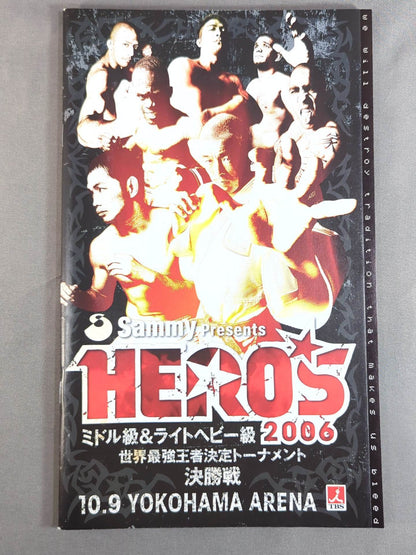 we will destroy tradition that makes us bleed
Sammy Presents
HERO'S
ミドル級&ライトヘビー級 2006
世界最強王者決定トーナメント
決勝戦
10.9 YOKOHAMA ARENA
TBS